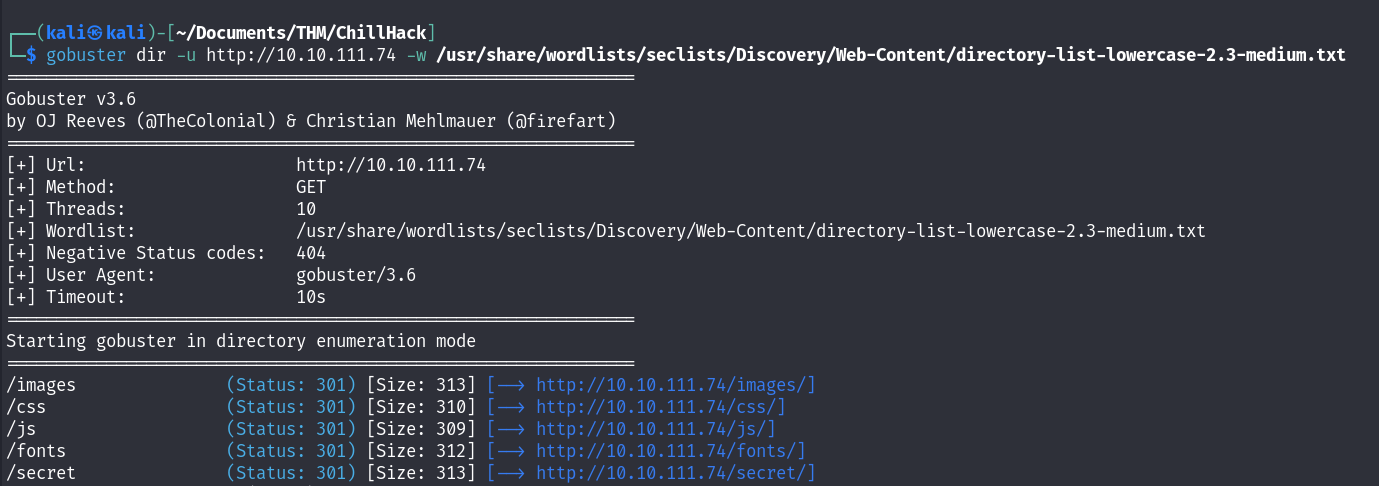 ┌──(kali㉿kali)-[~/Documents/THM/ChillHack]
└─$ gobuster dir -u http://10.10.111.74 -w /usr/share/wordlists/seclists/Discovery/Web-Content/directory-list-lowercase-2.3-medium.txt
===============================================================
Gobuster v3.6
by OJ Reeves (@TheColonial) & Christian Mehlmauer (@firefart)
===============================================================
[+] Url:                     http://10.10.111.74
[+] Method:                  GET
[+] Threads:                 10
[+] Wordlist:                /usr/share/wordlists/seclists/Discovery/Web-Content/directory-list-lowercase-2.3-medium.txt
[+] Negative Status codes:   404
[+] User Agent:              gobuster/3.6
[+] Timeout:                 10s
===============================================================
Starting gobuster in directory enumeration mode
===============================================================
/images               (Status: 301) [Size: 313] [--> http://10.10.111.74/images/]
/css                  (Status: 301) [Size: 310] [--> http://10.10.111.74/css/]
/js                   (Status: 301) [Size: 309] [--> http://10.10.111.74/js/]
/fonts                (Status: 301) [Size: 312] [--> http://10.10.111.74/fonts/]
/secret               (Status: 301) [Size: 313] [--> http://10.10.111.74/secret/]